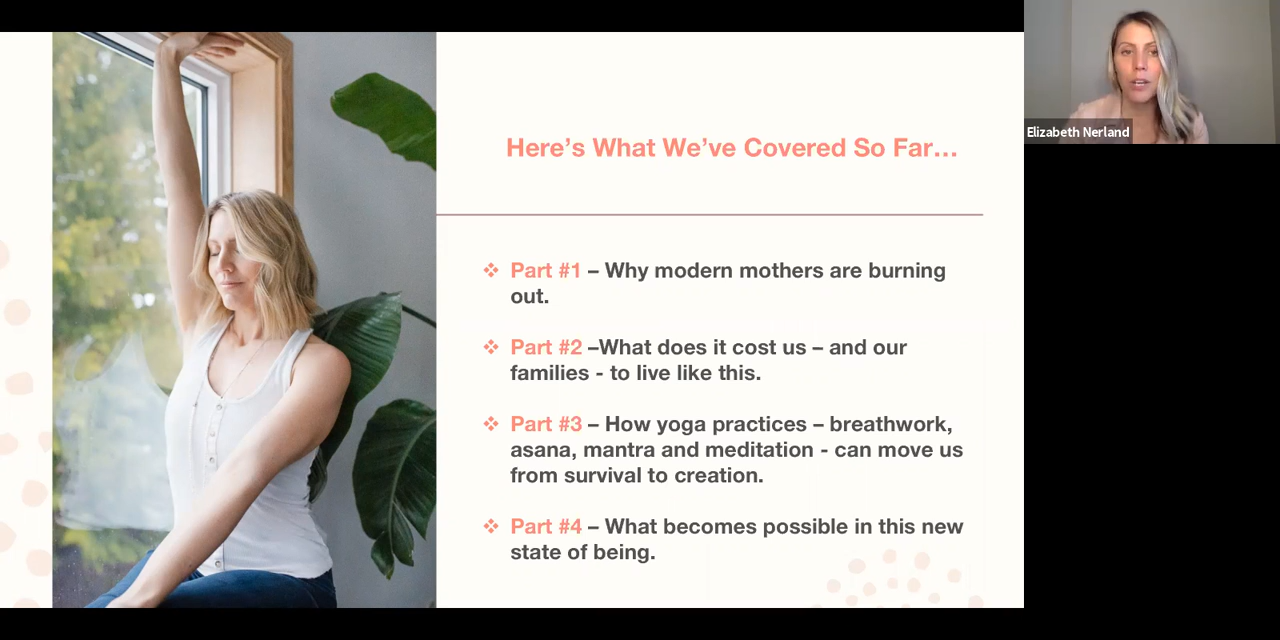 Here’s What We’ve Covered So Far…
❖ Part #1 – Why modern mothers are burning
out.
❖ Part #2 –What does it cost us – and our
families - to live like this.
❖ Part #3 – How yoga practices – breathwork,
asana, mantra and meditation - can move us
from survival to creation.
❖ Part #4 – What becomes possible in this new
state of being.
Elizabeth Nerland